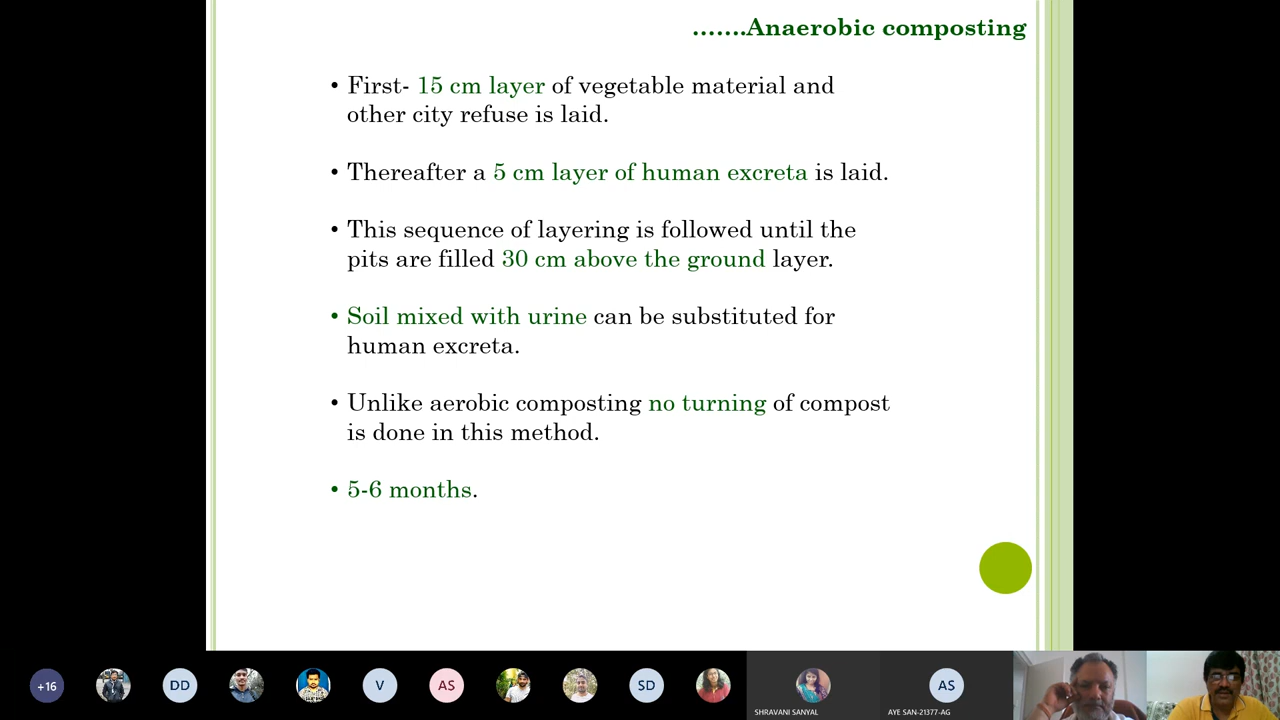 .......Anaerobic composting
• First- 15 cm layer of vegetable material and
other city refuse is laid.
• Thereafter a 5 cm layer of human excreta is laid.
• This sequence of layering is followed until the
pits are filled 30 cm above the ground layer.
• Soil mixed with urine can be substituted for
human excreta.
• Unlike aerobic composting no turning of compost
is done in this method.
• 5-6 months.
+16
DD
V
AS
SD
AS
SHRAVANI SANYAL
AYE SAN-21377-AG